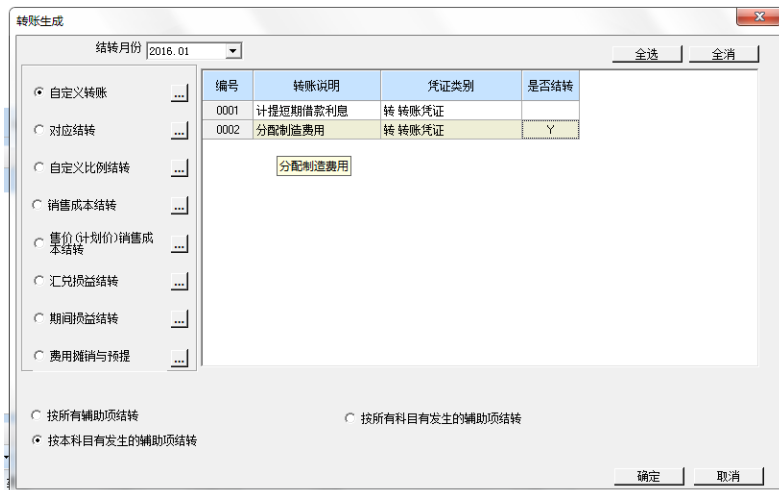 转账生成
结转月份 2016.01
全选 全消
自定义转账 ...
对应结转 ...
自定义比例结转 ...
销售成本结转 ...
售价(计划价)销售成
本结转 ...
汇兑损益结转 ...
期间损益结转 ...
费用摊销与预提 ...
编号 转账说明 凭证类别 是否结转
0001 计提短期借款利息 转 转账凭证
0002 分配制造费用 转 转账凭证 Y
分配制造费用
按所有辅助项结转 按所有科目有发生的辅助项结转
按本科目有发生的辅助项结转
确定 取消